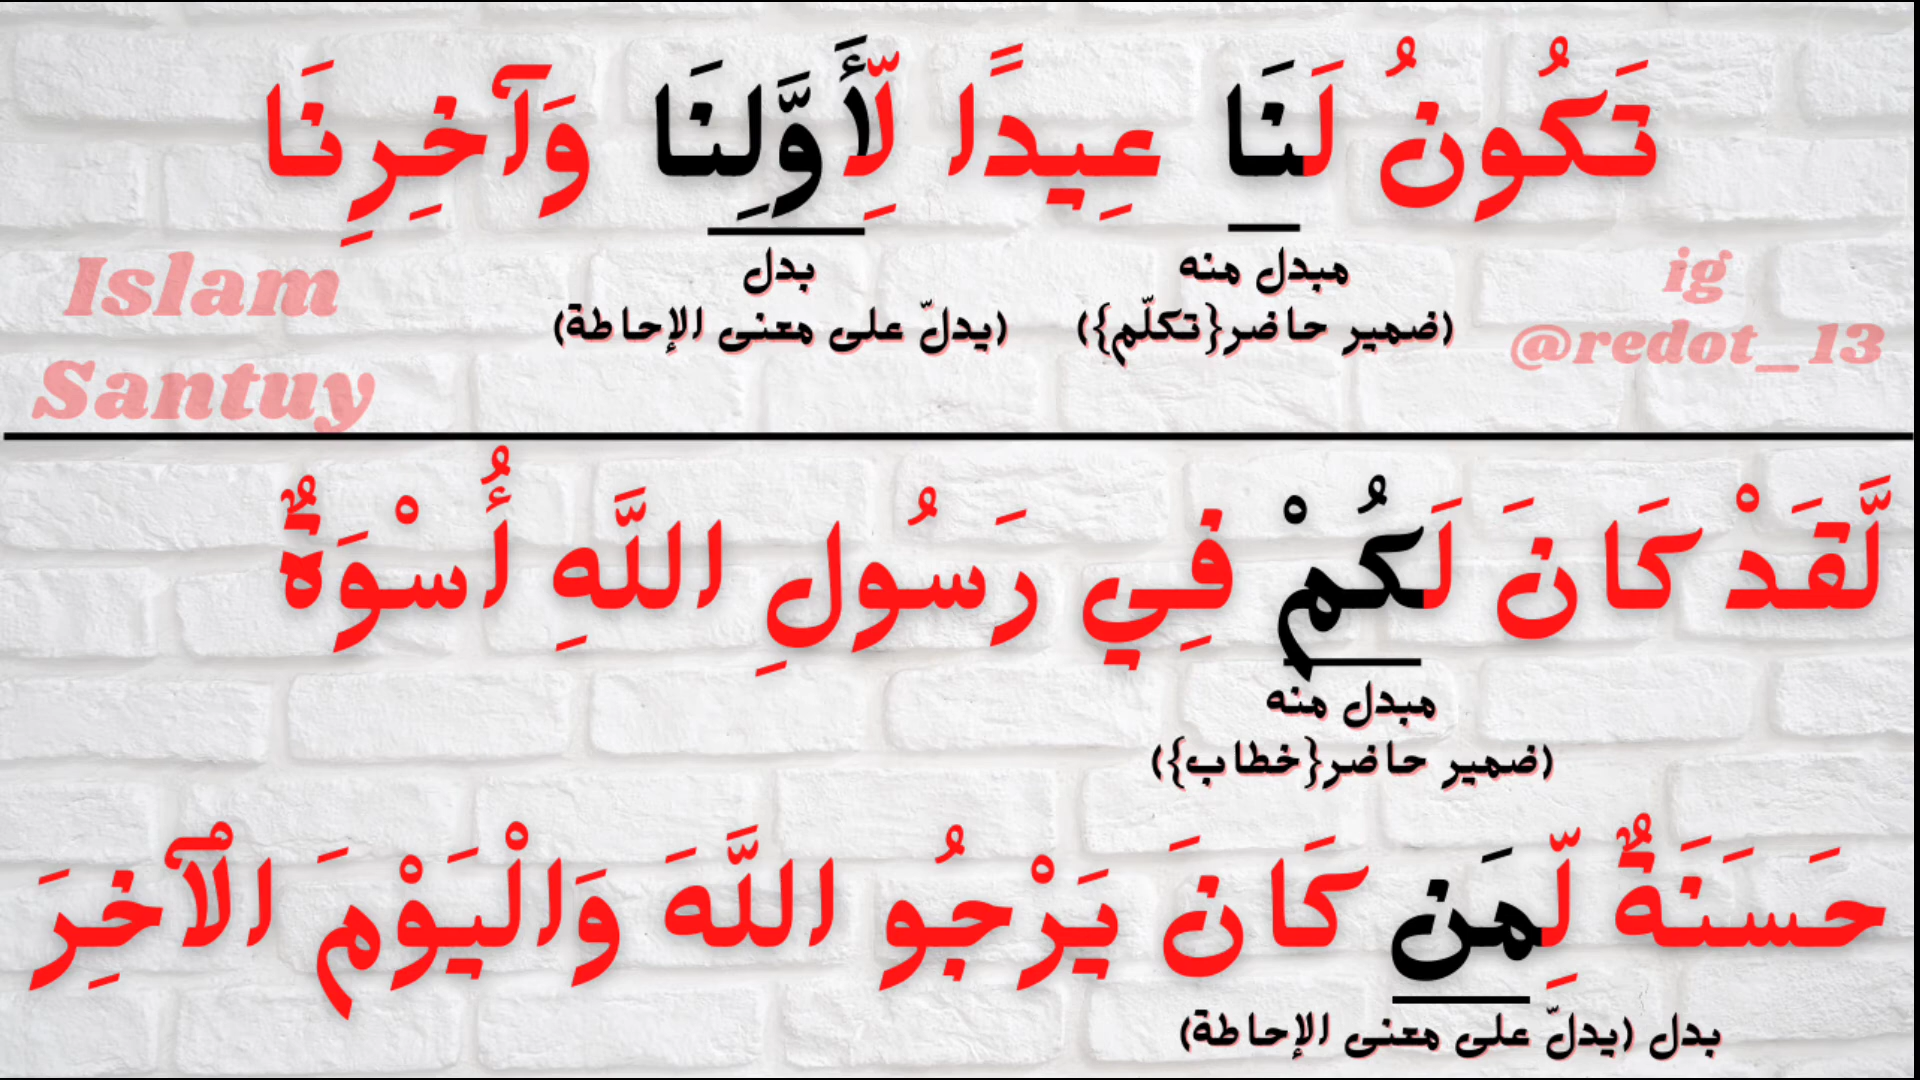 تَكُونُ لَنَا عِيدًا لِّأَوَّلِنَا وَآخِرِنَا
مبدل منه
بدل
(ضمير حاضر{تكلّم})
(يدلّ على معنى الإحاطة)
ig
@redot_13
Islam
Santuy
لَّقَدْ كَانَ لَكُمْ فِي رَسُولِ اللَّهِ أُسْوَةٌ
مبدل منه
(ضمير حاضر{خطاب})
حَسَنَةٌ لِّمَن كَانَ يَرْجُو اللَّهَ وَالْيَوْمَ الْآخِرَ
بدل (يدلّ على معنى الإحاطة)